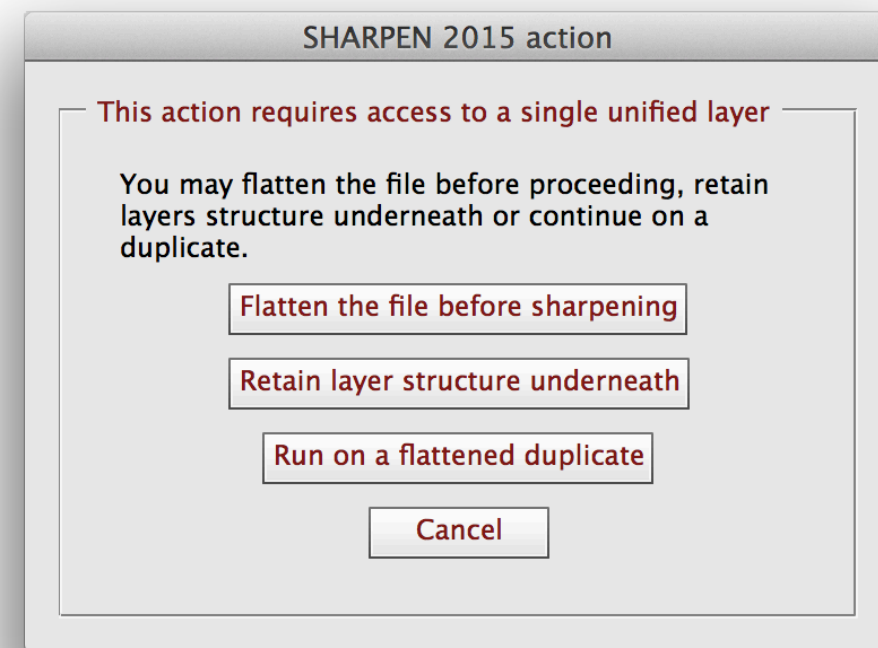 SHARPEN 2015 action
This action requires access to a single unified layer
You may flatten the file before proceeding, retain
layers structure underneath or continue on a
duplicate.
Flatten the file before sharpening
Retain layer structure underneath
Run on a flattened duplicate
Cancel